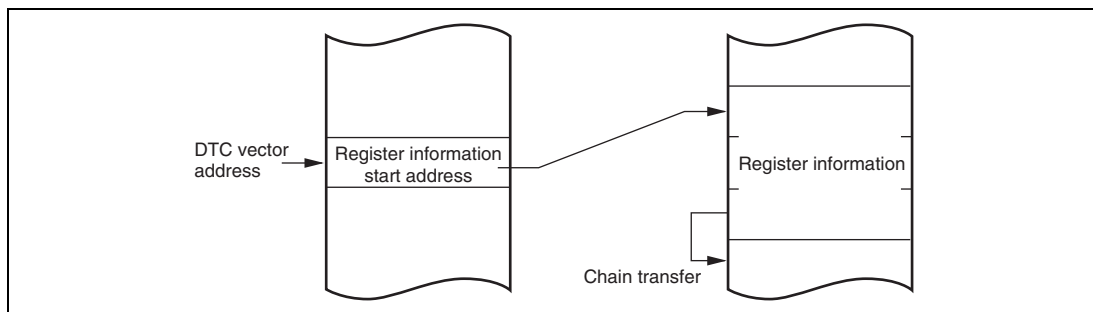 DTC vector
address
Register information
start address
Register information
Chain transfer